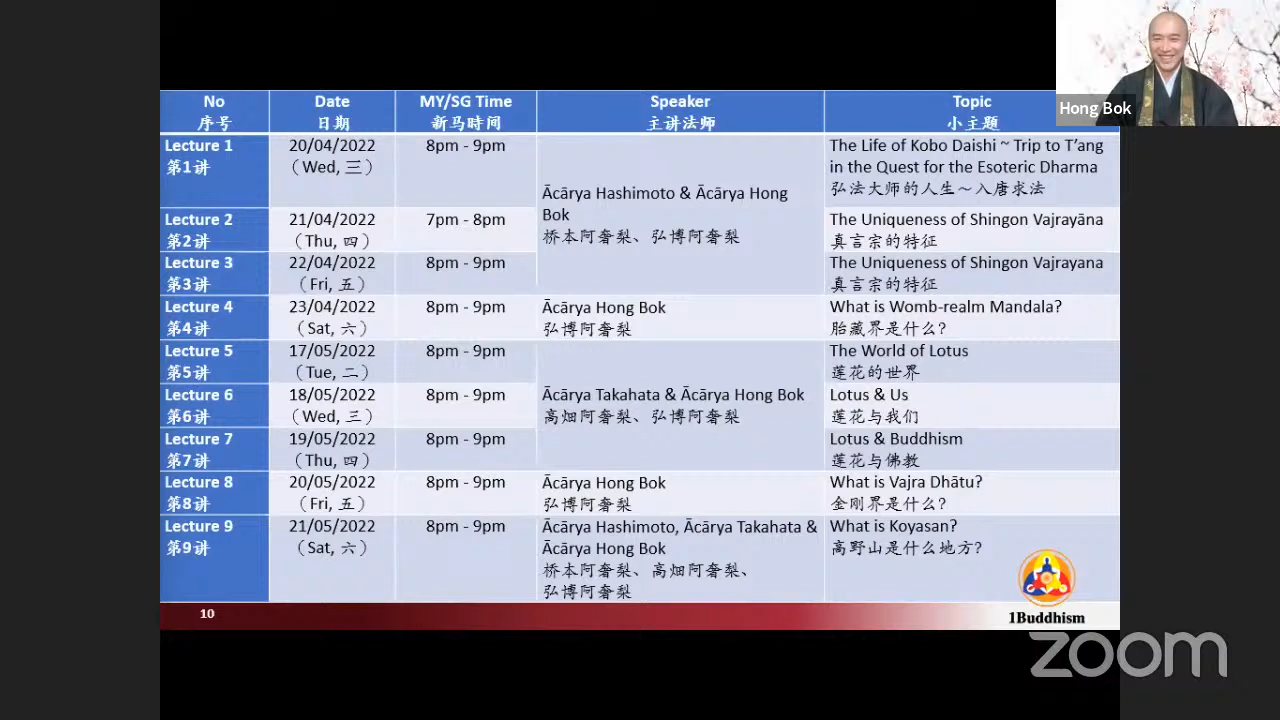 Hong Bok
No
Date
MY/SG Time
Speaker
Topic
序号
日期
新马时间
主讲法师
小主题
Lecture 1
第1讲
20/04/2022
（Wed, 三）
8pm - 9pm
Ācārya Hashimoto & Ācārya Hong
Bok
桥本阿奢梨、弘博阿奢梨
The Life of Kobo Daishi ~ Trip to T’ang
in the Quest for the Esoteric Dharma
弘法大师的人生～入唐求法
Lecture 2
第2讲
21/04/2022
（Thu, 四）
7pm - 8pm
The Uniqueness of Shingon Vajrayāna
真言宗的特征
Lecture 3
第3讲
22/04/2022
（Fri, 五）
8pm - 9pm
The Uniqueness of Shingon Vajrayana
真言宗的特征
Lecture 4
第4讲
23/04/2022
（Sat, 六）
8pm - 9pm
Ācārya Hong Bok
弘博阿奢梨
What is Womb-realm Mandala?
胎藏界是什么?
Lecture 5
第5讲
17/05/2022
（Tue, 二）
8pm - 9pm
The World of Lotus
莲花的世界
Lecture 6
第6讲
18/05/2022
（Wed, 三）
8pm - 9pm
Ācārya Takahata & Ācārya Hong Bok
高畑阿奢梨、弘博阿奢梨
Lotus & Us
莲花与我们
Lecture 7
第7讲
19/05/2022
（Thu, 四）
8pm - 9pm
Lotus & Buddhism
莲花与佛教
Lecture 8
第8讲
20/05/2022
（Fri, 五）
8pm - 9pm
Ācārya Hong Bok
弘博阿奢梨
What is Vajra Dhātu?
金刚界是什么?
Lecture 9
第9讲
21/05/2022
（Sat, 六）
8pm - 9pm
Ācārya Hashimoto, Ācārya Takahata &
Ācārya Hong Bok
桥本阿奢梨、高畑阿奢梨、
弘博阿奢梨
What is Koyasan?
高野山是什么地方?
10
1Buddhism
zoom